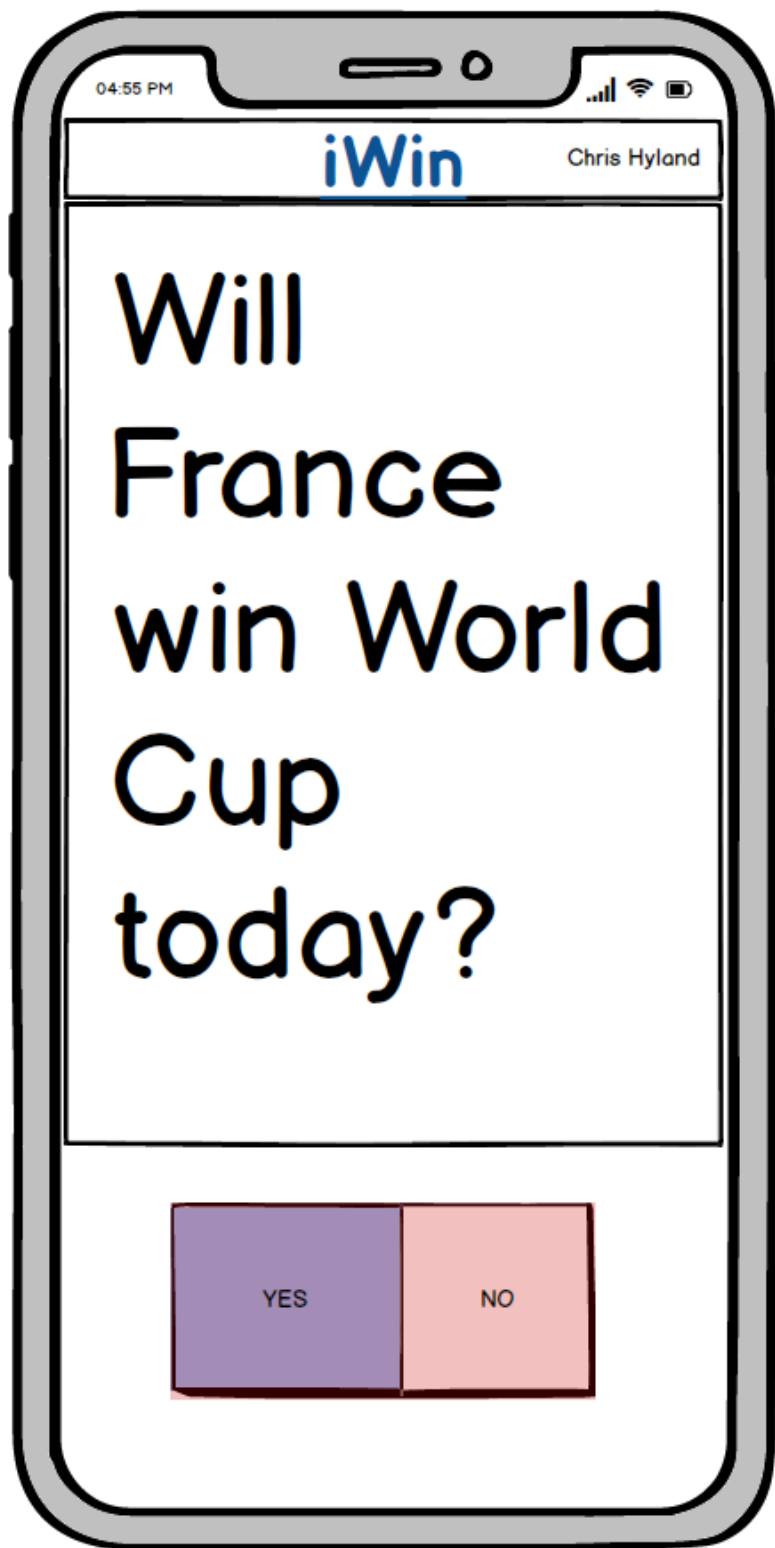 04:55 PM
iWin
Chris Hyland
Will
France
win World
Cup
today?
YES
NO